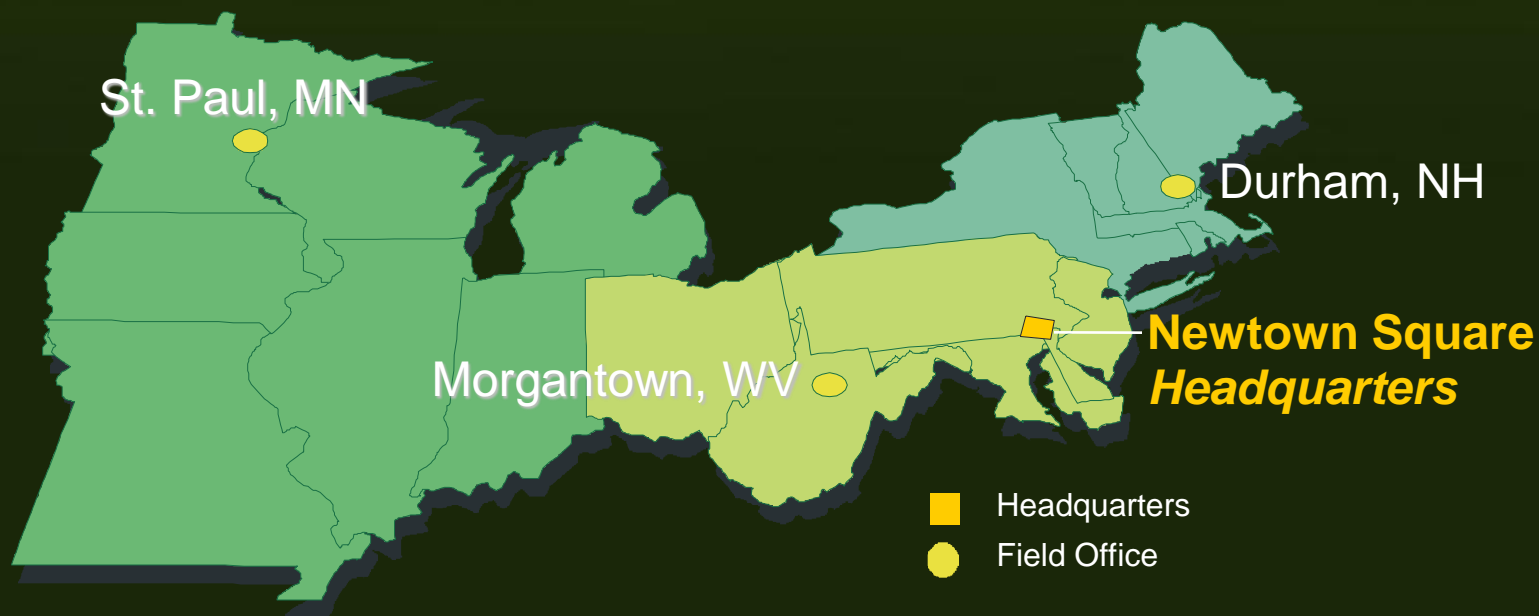 St. Paul, MN
Durham, NH
Newtown Square
Headquarters
Morgantown, WV
Headquarters
Field Office